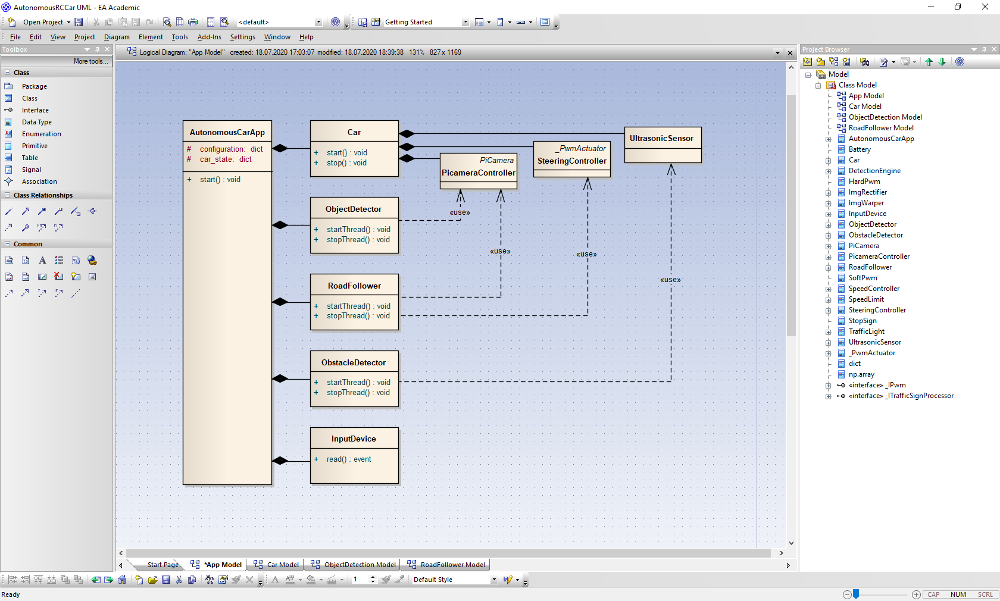 AutonomousRCCar UML - EA Academic
Open Project
<default>
Getting Started
File Edit View Project Diagram Element Tools Add-Ins Settings Window Help
Toolbox
More tools...
Class
Package
Class
Interface
Data Type
Enumeration
Primitive
Table
Signal
Association
Class Relationships
Common
Logical Diagram: "App Model" created: 18.07.2020 17:03:07 modified: 18.07.2020 18:39:38 131% 827 x 1169
AutonomousCarApp
# configuration: dict
# car_state: dict
+ start() : void
Car
+ start() : void
+ stop() : void
ObjectDetector
+ startThread() : void
+ stopThread() : void
RoadFollower
+ startThread() : void
+ stopThread() : void
ObstacleDetector
+ startThread() : void
+ stopThread() : void
InputDevice
+ read() : event
PiCamera
PicameraController
_PwmActuator
SteeringController
UltrasonicSensor
«use»
«use»
«use»
«use»
Start Page
*App Model
Car Model
ObjectDetection Model
RoadFollower Model
1
Default Style
Project Browser
Model
Class Model
App Model
Car Model
ObjectDetection Model
RoadFollower Model
AutonomousCarApp
Battery
Car
DetectionEngine
HardPwm
ImgRectifier
ImgWarper
InputDevice
ObjectDetector
ObstacleDetector
PiCamera
PicameraController
RoadFollower
SoftPwm
SpeedController
SpeedLimit
SteeringController
StopSign
TrafficLight
UltrasonicSensor
_PwmActuator
dict
np.array
«interface» _IPwm
«interface» _ITrafficSignProcessor
Ready
CAP NUM SCRL